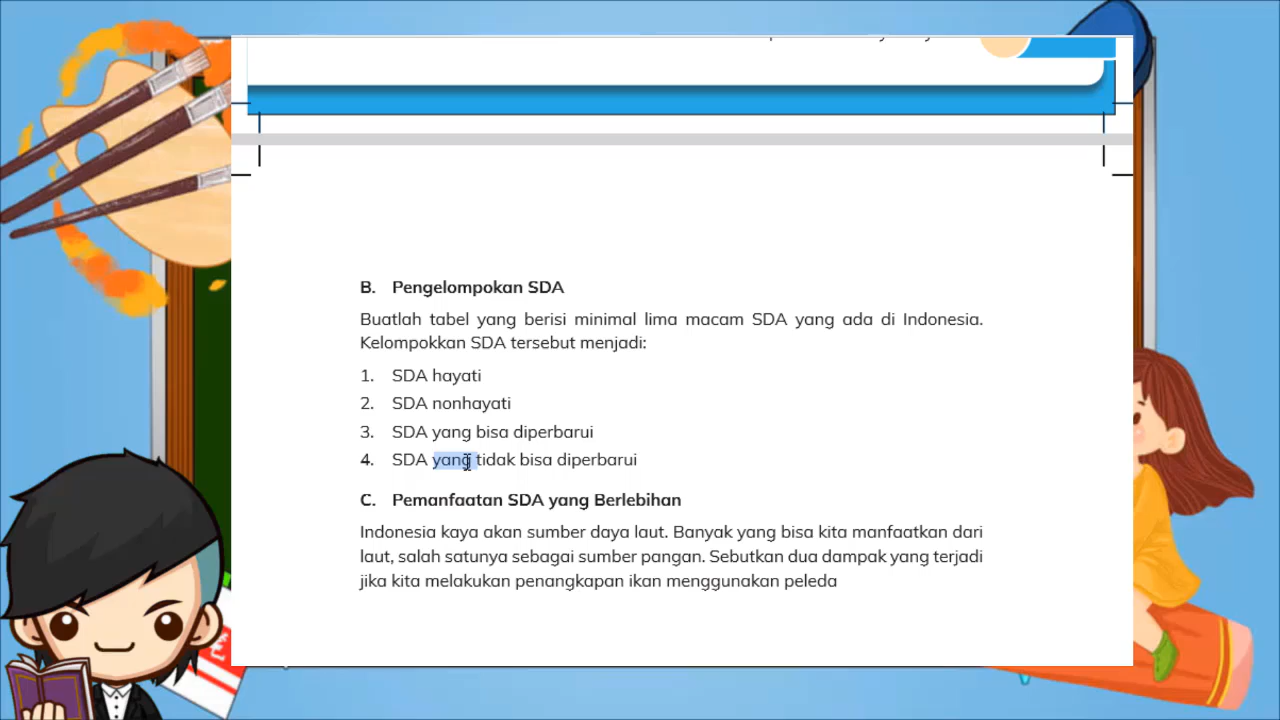 B. Pengelompokan SDA
Buatlah tabel yang berisi minimal lima macam SDA yang ada di Indonesia.
Kelompokkan SDA tersebut menjadi:
1. SDA hayati
2. SDA nonhayati
3. SDA yang bisa diperbarui
4. SDA yang tidak bisa diperbarui
C. Pemanfaatan SDA yang Berlebihan
Indonesia kaya akan sumber daya laut. Banyak yang bisa kita manfaatkan dari
laut, salah satunya sebagai sumber pangan. Sebutkan dua dampak yang terjadi
jika kita melakukan penangkapan ikan menggunakan peleda